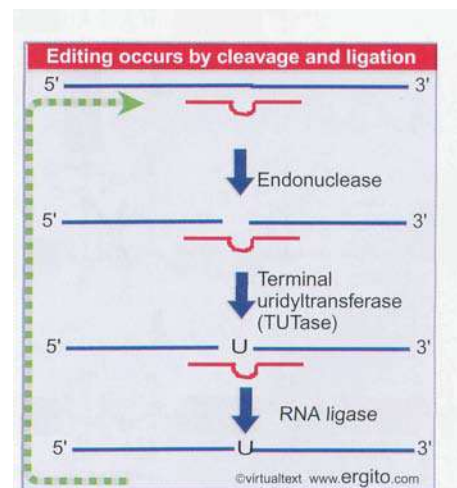 Editing occurs by cleavage and ligation
5' 3'
Endonuclease
5' 3'
Terminal
uridyltransferase
(TUTase)
5' U 3'
RNA ligase
5' U 3'
©virtualtext www.ergito.com